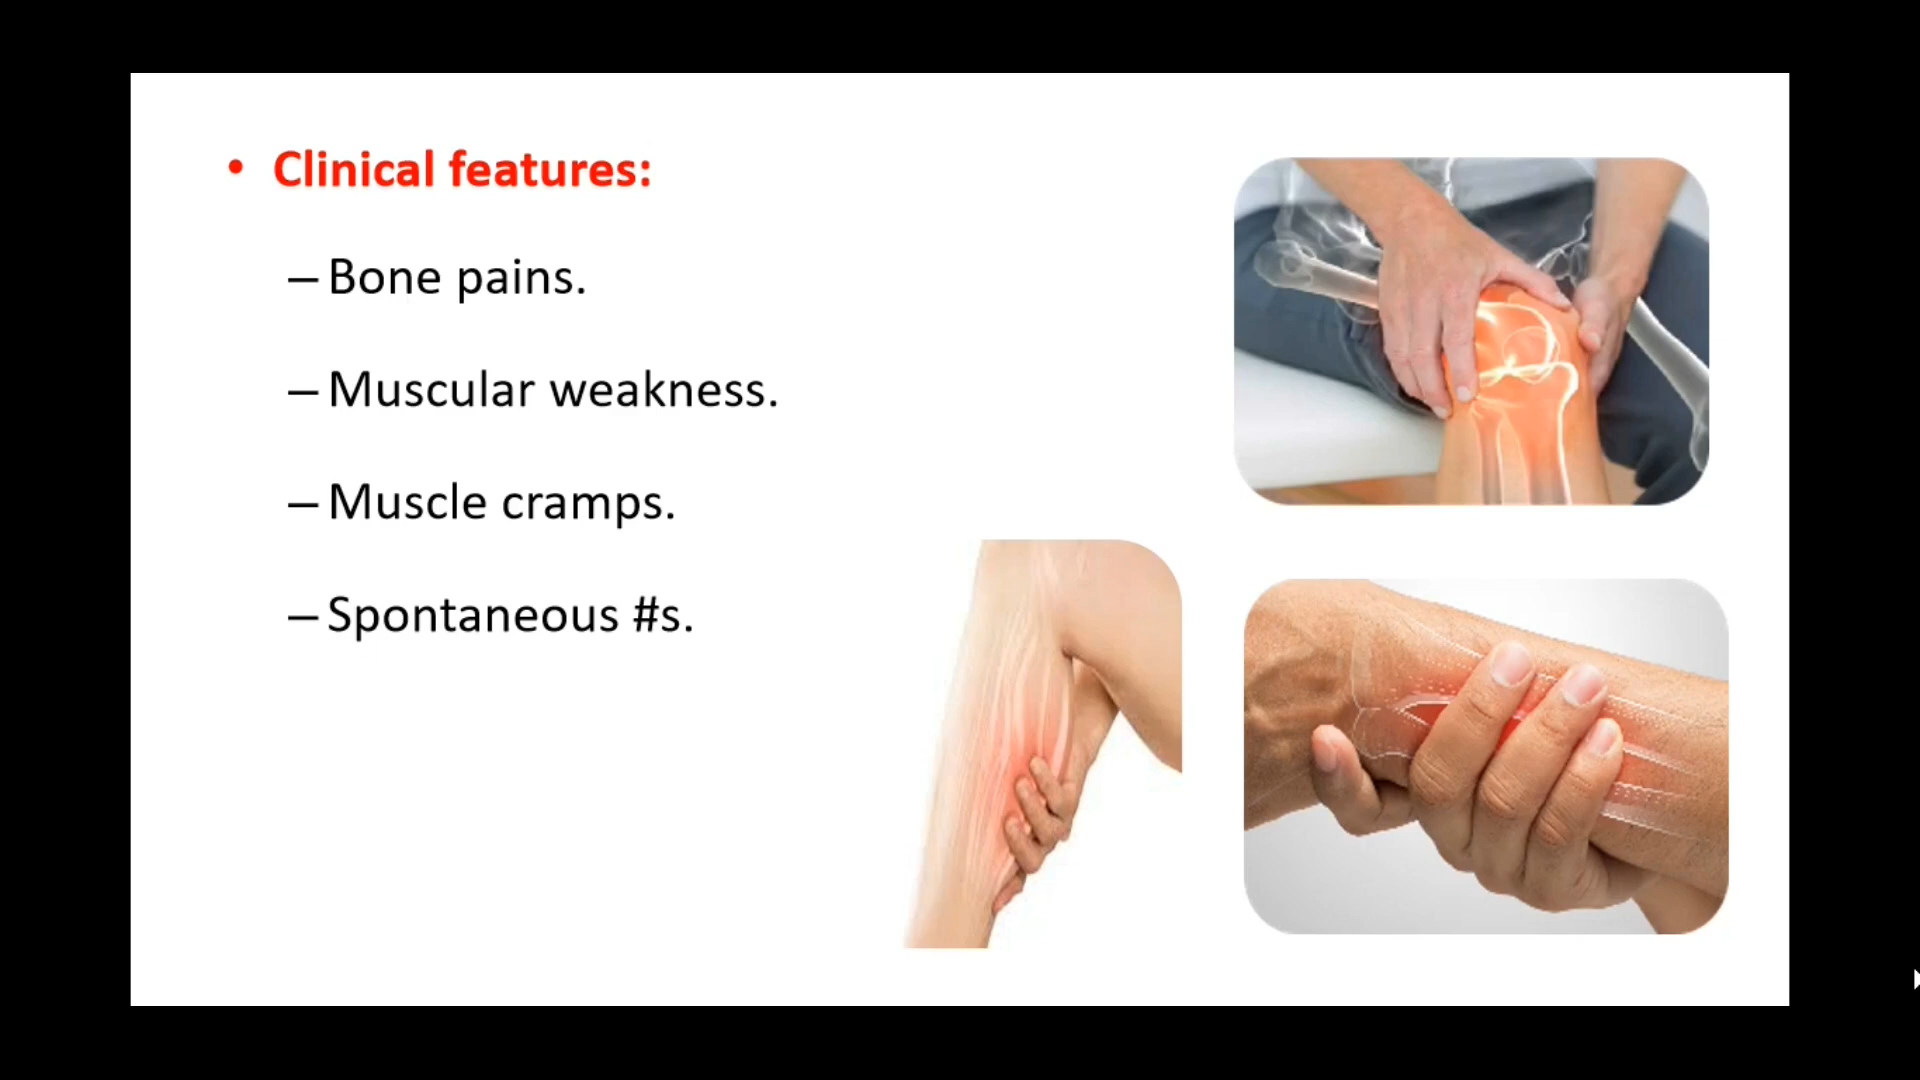 • Clinical features:
– Bone pains.
– Muscular weakness.
– Muscle cramps.
– Spontaneous #s.